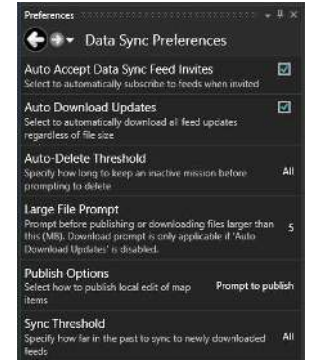 Preferences
Data Sync Preferences
Auto Accept Data Sync Feed Invites
Select to automatically subscribe to feeds when invited
Auto Download Updates
Select to automatically download all feed updates
regardless of file size
Auto-Delete Threshold
Specify how long to keep an inactive mission before
prompting to delete
All
Large File Prompt
Prompt before publishing or downloading files larger than
this (MB). Download prompt is only applicable if 'Auto
Download Updates' is disabled.
5
Publish Options
Select how to publish local edit of map
items
Prompt to publish
Sync Threshold
Specify how far in the past to sync to newly downloaded
feeds
All